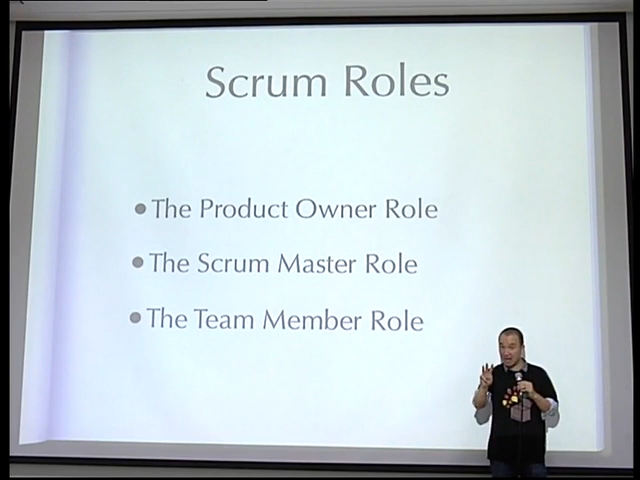 Scrum Roles
The Product Owner Role
The Scrum Master Role
The Team Member Role